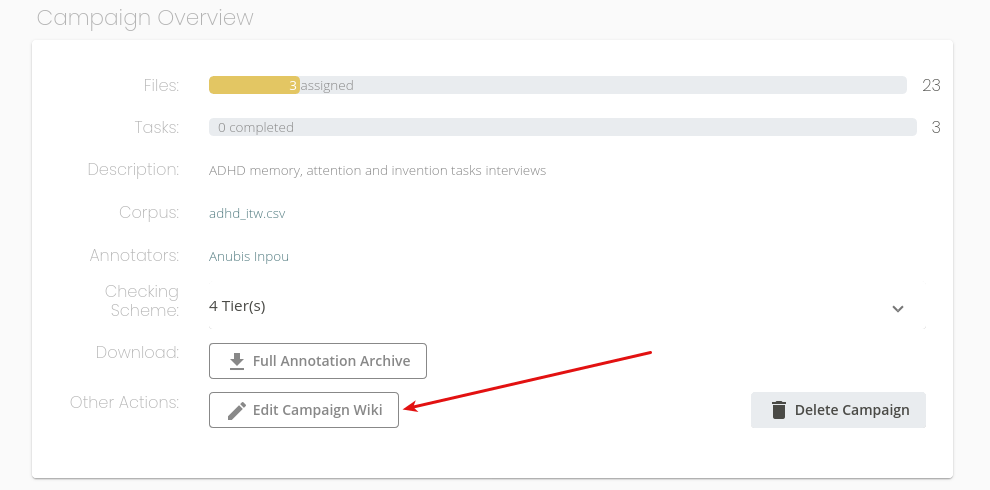 Campaign Overview
Files: 3 assigned 23
Tasks: 0 completed 3
Description: ADHD memory, attention and invention tasks interviews
Corpus: adhd_itw.csv
Annotators: Anubis Inpou
Checking
Scheme: 4 Tier(s)
Download: Full Annotation Archive
Other Actions: Edit Campaign Wiki Delete Campaign